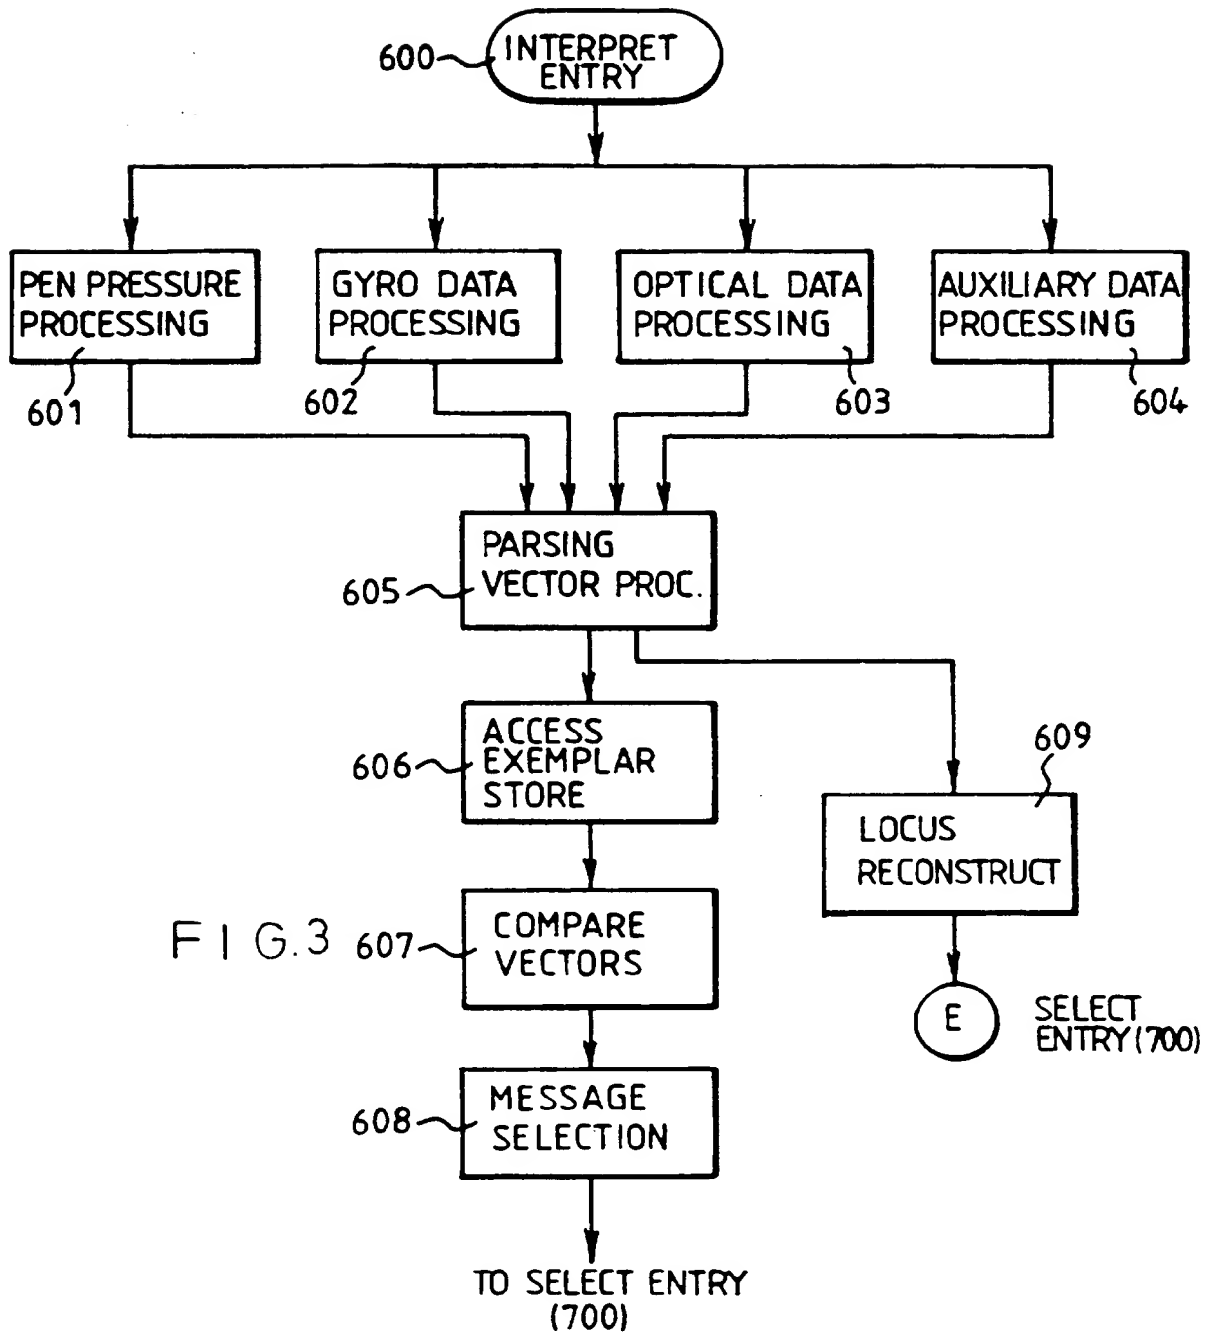 600
INTERPRET
ENTRY
PEN PRESSURE
PROCESSING
601
GYRO DATA
PROCESSING
602
OPTICAL DATA
PROCESSING
603
AUXILIARY DATA
PROCESSING
604
PARSING
VECTOR PROC.
605
ACCESS
EXEMPLAR
STORE
606
609
LOCUS
RECONSTRUCT
FIG.3
607
COMPARE
VECTORS
E
SELECT
ENTRY(700)
608
MESSAGE
SELECTION
TO SELECT ENTRY
(700)